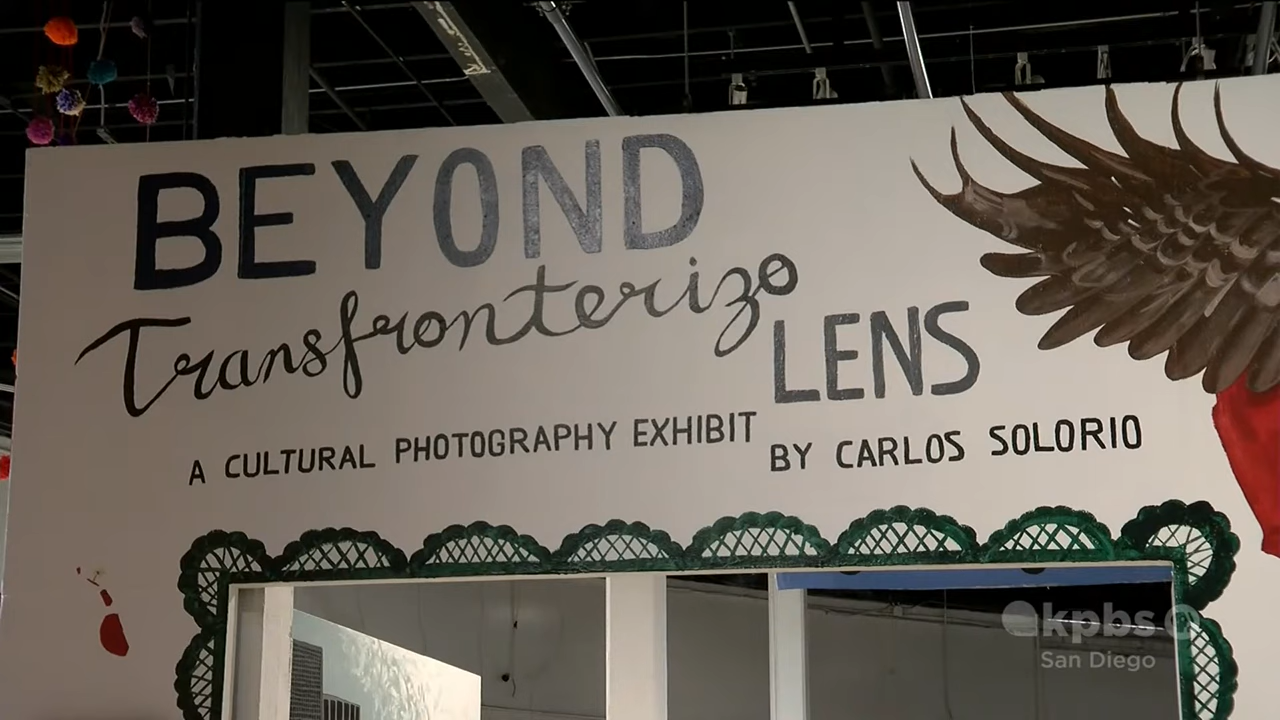 BEYOND
Transfronterizo
LENS
A CULTURAL PHOTOGRAPHY EXHIBIT
BY CARLOS SOLORIO
kpbs
San Diego